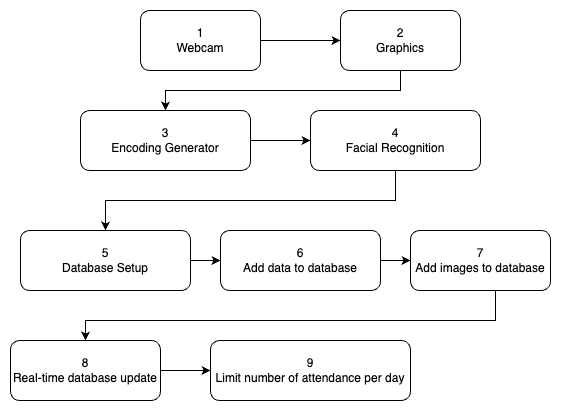 1
Webcam
2
Graphics
3
Encoding Generator
4
Facial Recognition
5
Database Setup
6
Add data to database
7
Add images to database
8
Real-time database update
9
Limit number of attendance per day